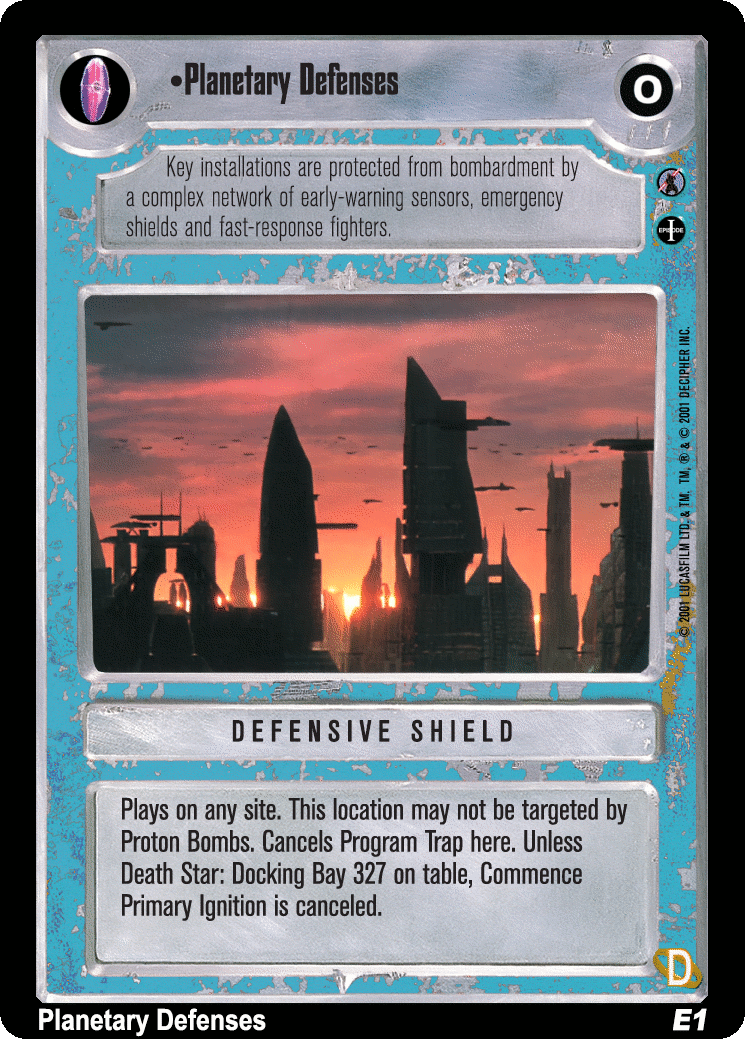 •Planetary Defenses
O
Key installations are protected from bombardment by
a complex network of early-warning sensors, emergency
shields and fast-response fighters.
EPISODE
I
© 2001 LUCASFILM LTD. & TM, TM, ® & © 2001 DECIPHER INC.
DEFENSIVE SHIELD
Plays on any site. This location may not be targeted by
Proton Bombs. Cancels Program Trap here. Unless
Death Star: Docking Bay 327 on table, Commence
Primary Ignition is canceled.
D
Planetary Defenses
E1